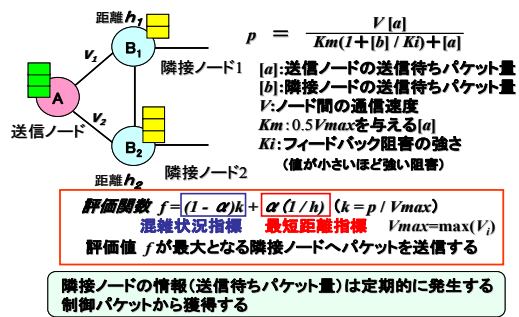 距離h₁
B₁
隣接ノード1
V₁
A
送信ノード
V₂
B₂
隣接ノード2
距離h₂
p = V[a] / Km(1+[b] / Ki)+[a]
[a]:送信ノードの送信待ちパケット量
[b]:隣接ノードの送信待ちパケット量
V:ノード間の通信速度
Km:0.5Vmaxを与える[a]
Ki:フィードバック阻害の強さ
(値が小さいほど強い阻害)
評価関数 f=(1 - α)k+ α(1/h) (k=p/Vmax)
混雑状況指標 最短距離指標 Vmax=max(Vi)
評価値 f が最大となる隣接ノードへパケットを送信する
隣接ノードの情報(送信待ちパケット量)は定期的に発生する
制御パケットから獲得する